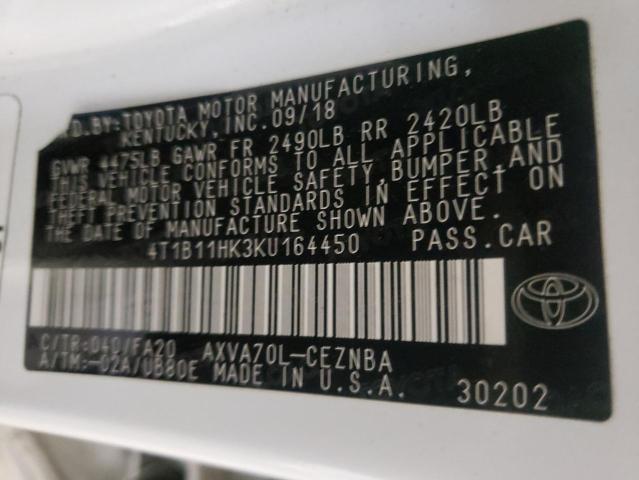 D.BY:TOYOTA MOTOR MANUFACTURING,
KENTUCKY,INC.09/18
GVWR 4475LB GAWR FR 2490LB RR 2420LB
THIS VEHICLE CONFORMS TO ALL APPLICABLE
FEDERAL MOTOR VEHICLE SAFETY,BUMPER,AND
THEFT PREVENTION STANDARDS IN EFFECT ON
THE DATE OF MANUFACTURE SHOWN ABOVE.
4T1B11HK3KU164450 PASS.CAR
C/TR:040/FA20 AXVA70L-CEZNBA
A/TM:-02A/UB80E MADE IN U.S.A. 30202